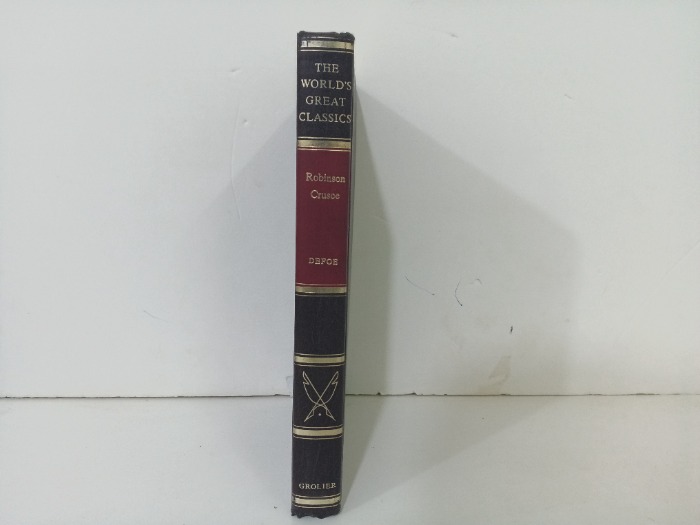 THE
WORLD'S
GREAT
CLASSICS
Robinson
Crusoe
DEFOE
GROLIER